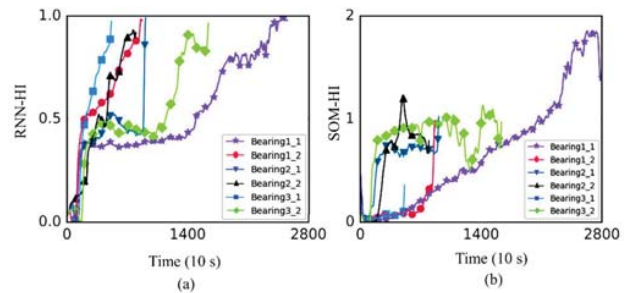 RNN-HI
1.0
0.5
0.0
Bearing1_1
Bearing1_2
Bearing2_1
Bearing2_2
Bearing3_1
Bearing3_2
0 1400 2800
Time (10 s)
(a)
SOM-HI
2
1
0
Bearing1_1
Bearing1_2
Bearing2_1
Bearing2_2
Bearing3_1
Bearing3_2
0 1400 2800
Time (10 s)
(b)